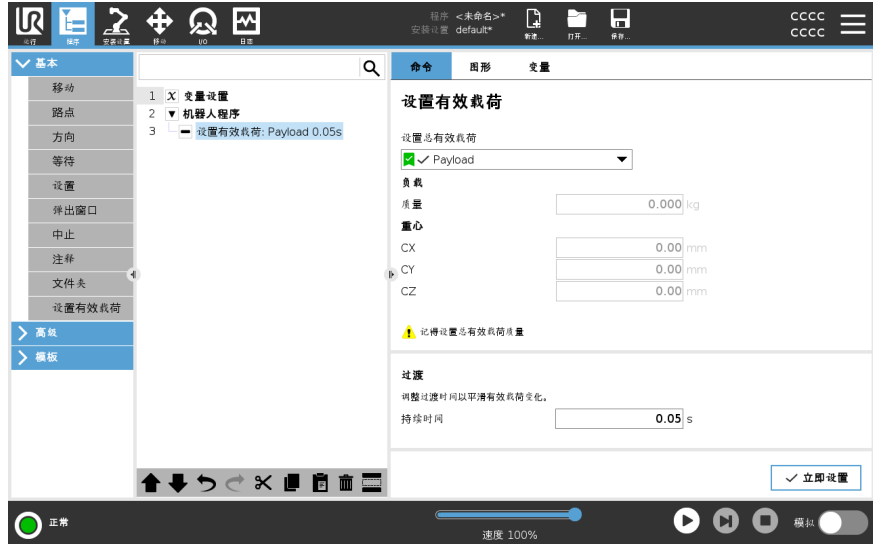 UR
运行
程序
安装设置
移动
I/O
日志
程序 <未命名>*
安装设置 default*
新建...
打开...
保存...
CCCC
CCCC
基本
移动
路点
方向
等待
设置
弹出窗口
中止
注释
文件夹
设置有效载荷
高级
模板
1 X 变量设置
2 机器人程序
3 设置有效载荷: Payload 0.05s
命令 图形 变量
设置有效载荷
设置总有效载荷
Payload
负载
质量 0.000 kg
重心
CX 0.00 mm
CY 0.00 mm
CZ 0.00 mm
记得设置总有效载荷质量
过渡
调整过渡时间以平滑有效载荷变化。
持续时间 0.05 s
立即设置
正常
速度 100%
模拟